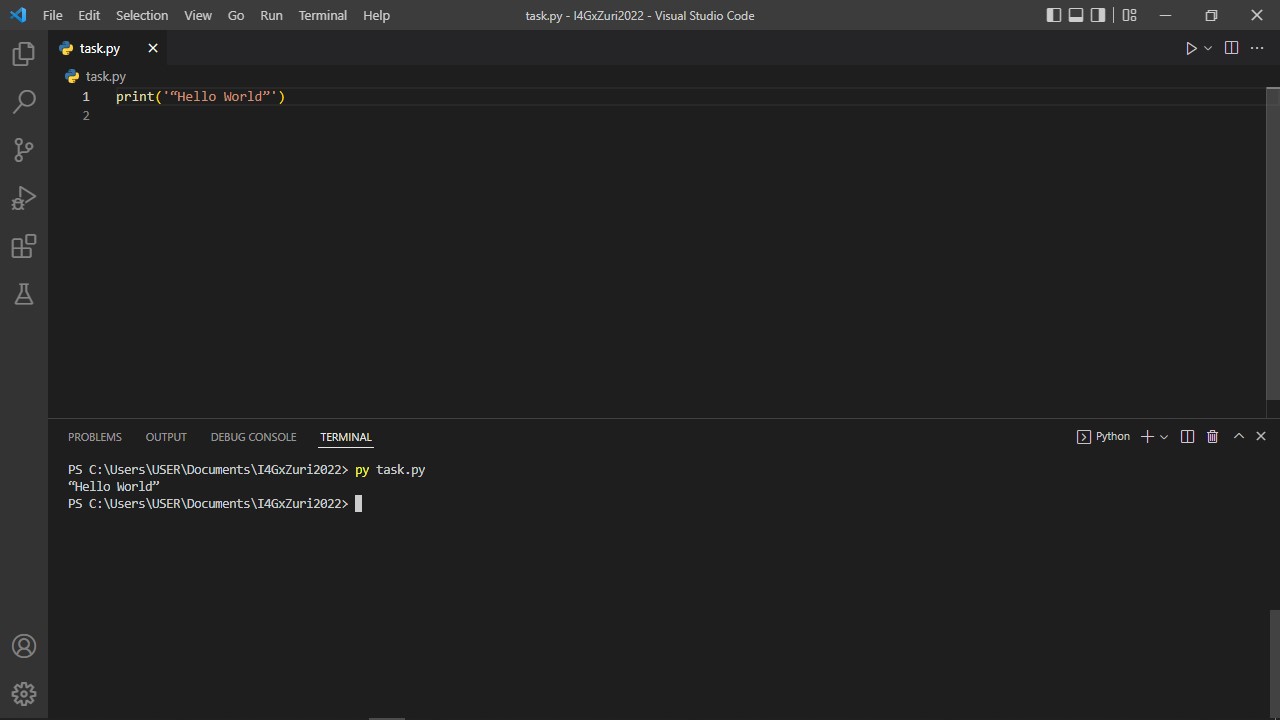 File Edit Selection View Go Run Terminal Help task.py - I4GxZuri2022 - Visual Studio Code
task.py
task.py
1 print('“Hello World”')
2
PROBLEMS OUTPUT DEBUG CONSOLE TERMINAL Python
PS C:\Users\USER\Documents\I4GxZuri2022> py task.py
“Hello World”
PS C:\Users\USER\Documents\I4GxZuri2022>